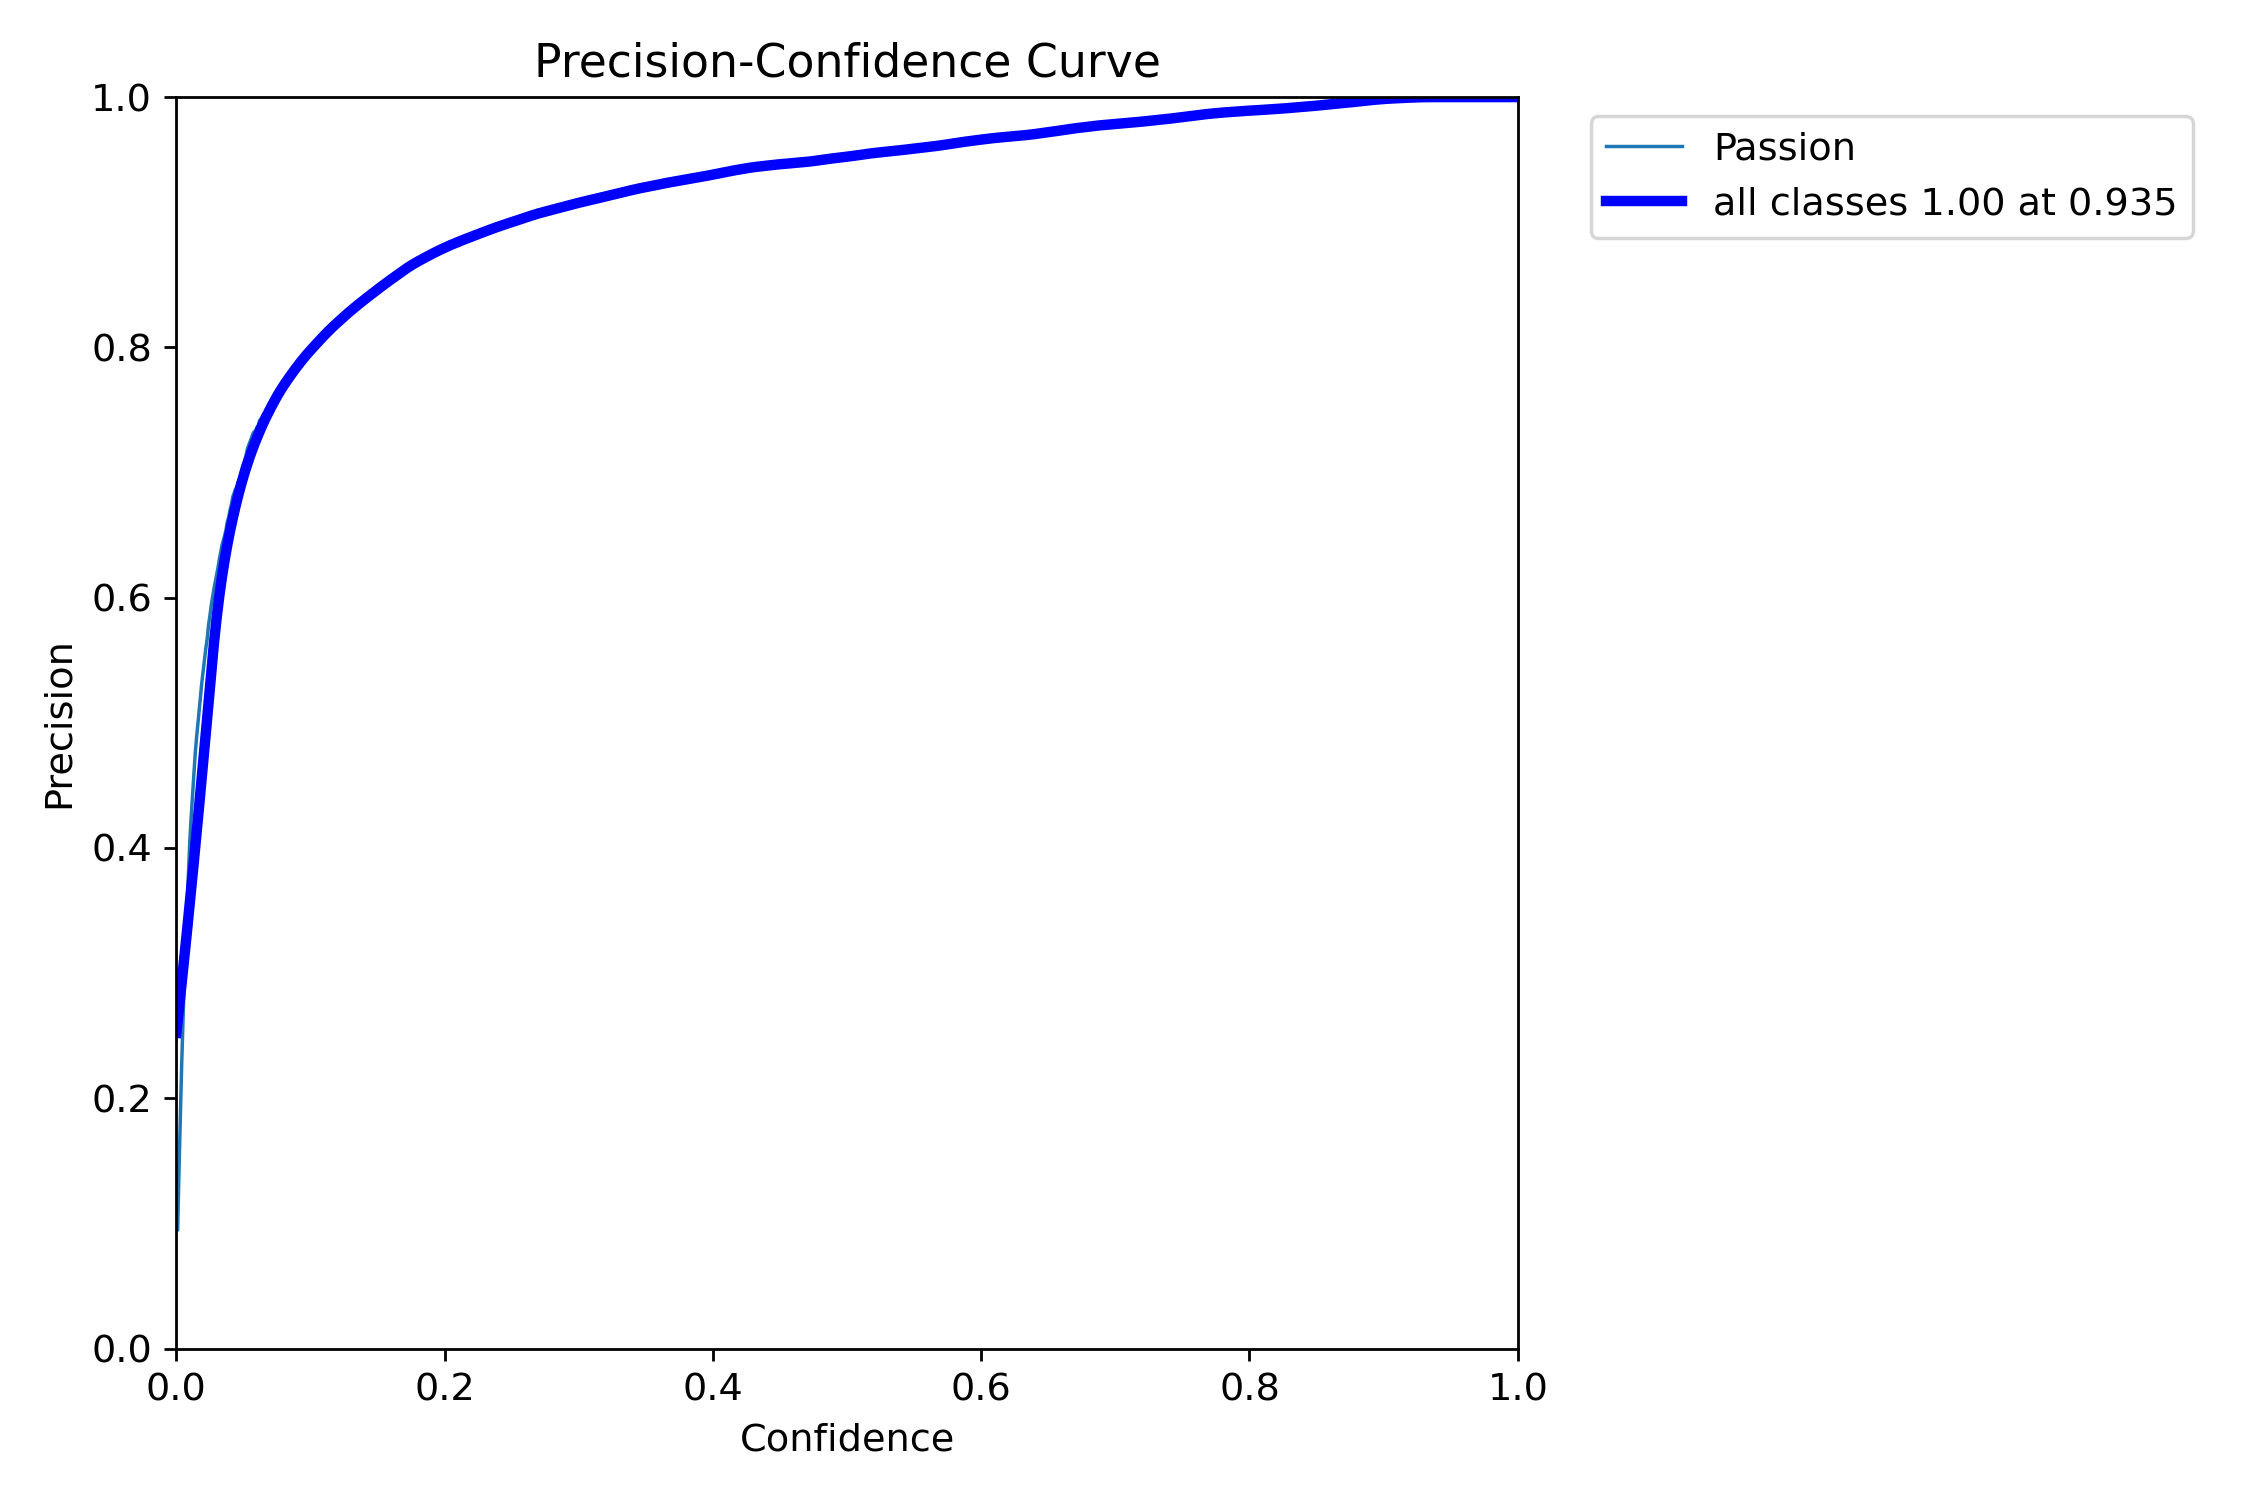 Precision-Confidence Curve
Passion
all classes 1.00 at 0.935
Precision
1.0
0.8
0.6
0.4
0.2
0.0
0.0 0.2 0.4 0.6 0.8 1.0
Confidence